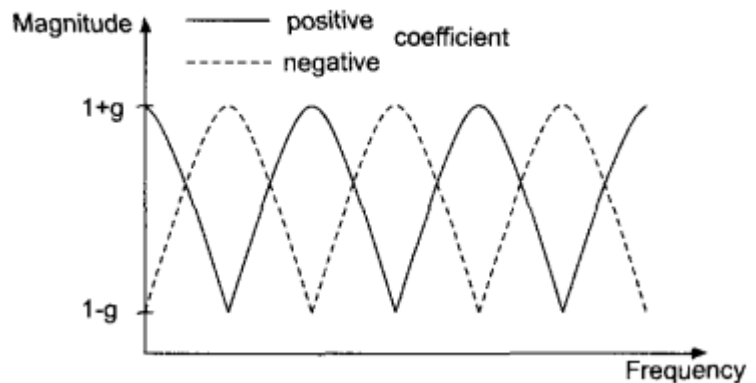 Magnitude
positive
coefficient
negative
1+g
1-g
Frequency